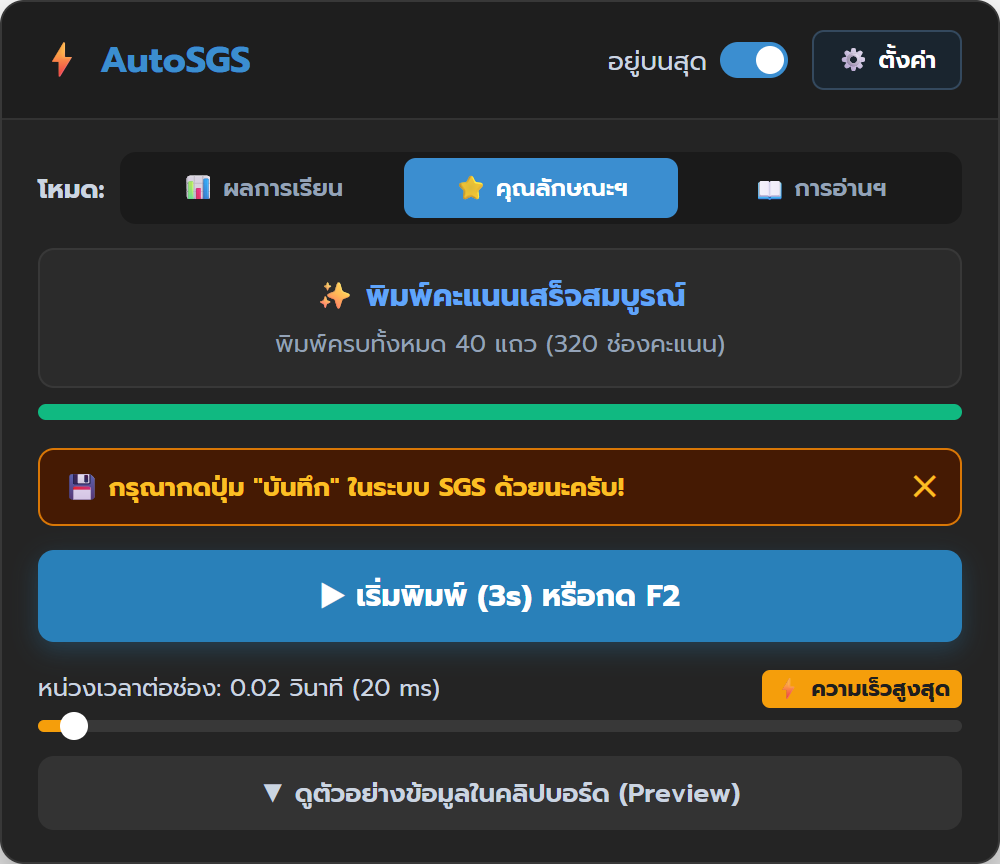 AutoSGS
อยู่บนสุด
ตั้งค่า
โหมด:
ผลการเรียน
คุณลักษณะฯ
การอ่านฯ
พิมพ์คะแนนเสร็จสมบูรณ์
พิมพ์ครบทั้งหมด 40 แถว (320 ช่องคะแนน)
กรุณากดปุ่ม "บันทึก" ในระบบ SGS ด้วยนะครับ!
▶ เริ่มพิมพ์ (3s) หรือกด F2
หน่วงเวลาต่อช่อง: 0.02 วินาที (20 ms)
ความเร็วสูงสุด
▼ ดูตัวอย่างข้อมูลในคลิปบอร์ด (Preview)